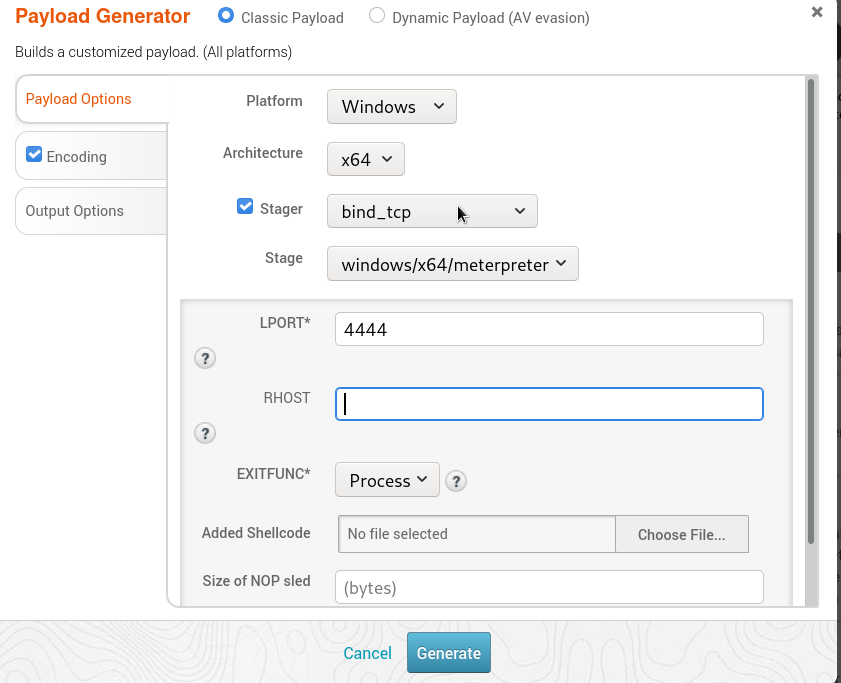 Payload Generator Classic Payload Dynamic Payload (AV evasion)
Builds a customized payload. (All platforms)
Payload Options
Encoding
Output Options
Platform Windows
Architecture x64
Stager bind_tcp
Stage windows/x64/meterpreter
LPORT* 4444
?
RHOST
?
EXITFUNC* Process ?
Added Shellcode No file selected Choose File...
Size of NOP sled (bytes)
Cancel Generate